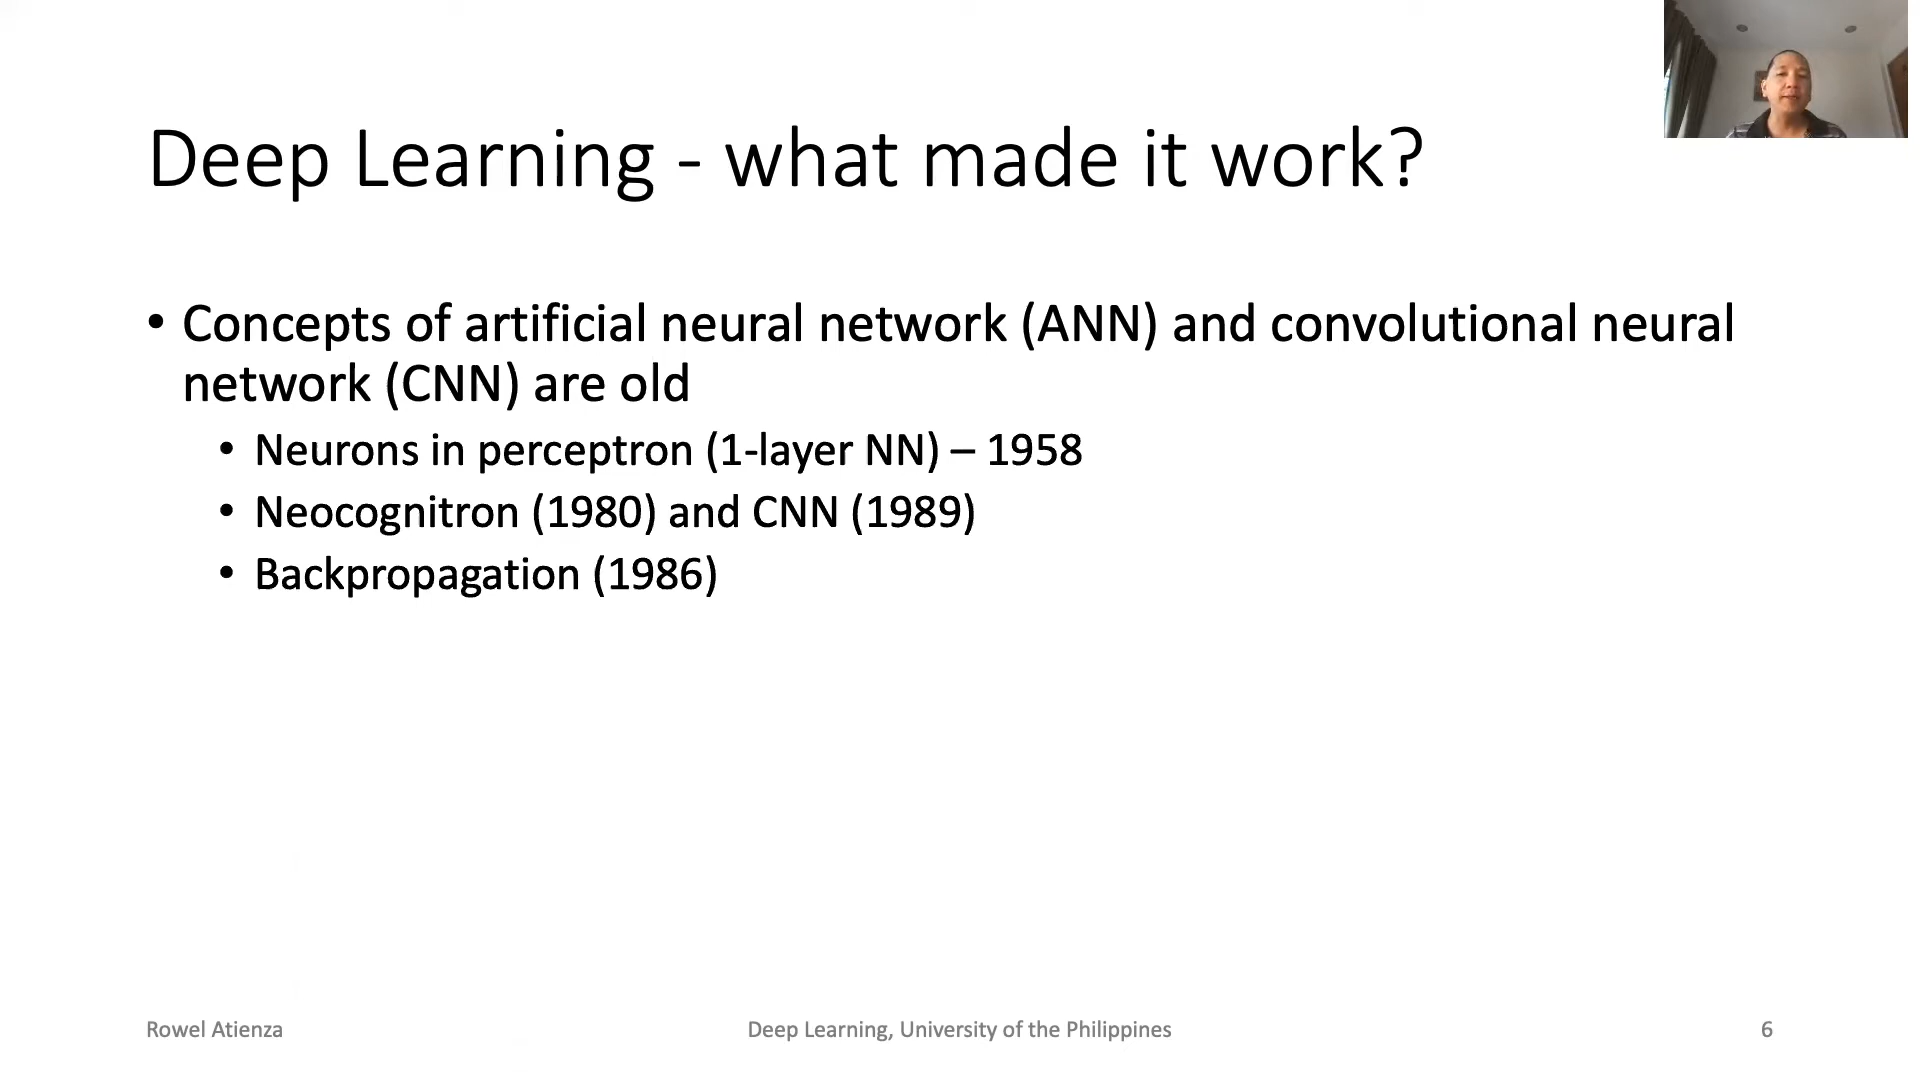 Deep Learning - what made it work?
• Concepts of artificial neural network (ANN) and convolutional neural
network (CNN) are old
• Neurons in perceptron (1-layer NN) – 1958
• Neocognitron (1980) and CNN (1989)
• Backpropagation (1986)
Rowel Atienza
Deep Learning, University of the Philippines
6